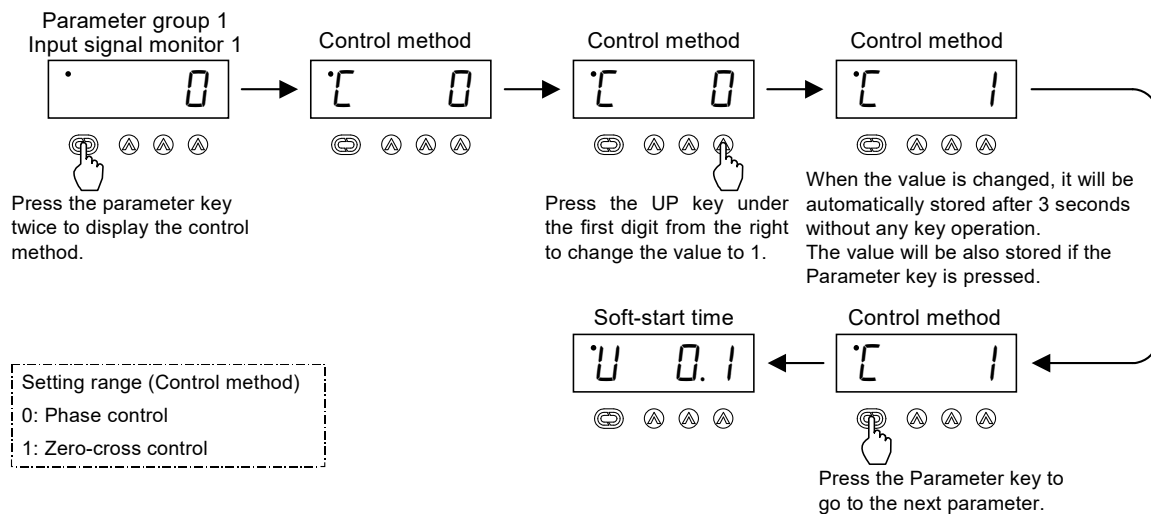 Parameter group 1
Input signal monitor 1
0
Control method
C 0
Control method
C 0
Control method
C 1
Press the parameter key
twice to display the control
method.
Press the UP key under
the first digit from the right
to change the value to 1.
When the value is changed, it will be
automatically stored after 3 seconds
without any key operation.
The value will be also stored if the
Parameter key is pressed.
Soft-start time
U 0.1
Control method
C 1
Press the Parameter key to
go to the next parameter.
Setting range (Control method)
0: Phase control
1: Zero-cross control